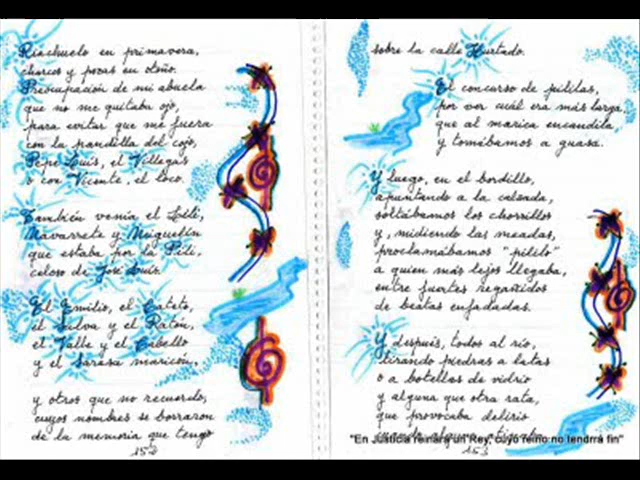 Riachuelo en primavera,
charcos y pozas en otoño.
Preocupación de mi abuela
que no me quitaba ojo,
para evitar que me fuera
con la pandilla del cojo,
Pepe Luis, el Villegas
o con Vicente, el loco.
También venía el Lolé,
Navarrete y Miguelín
que estaba por la Pili,
celoso de José Luis.
El Emilio, el Cateto,
el Silva y el Ratón,
el Valle y el Cabello
y el Sarasa maricón,
y otros que no recuerdo,
cuyos nombres se borraron
de la memoria que tengo
152
sobre la calle Hurtado.
El concurso de pililas,
por ver cuál era más larga,
que al marica encandila
y tomábamos a guasa.
Y luego, en el bordillo,
apuntando a la calzada,
soltábamos los chorrillos
y, midiendo las meadas,
proclamábamos "pililo"
a quien más lejos llegaba,
entre fuertes regañidos
de beatas enfadadas.
Y después, todos al río,
tirando piedras a latas
o a botellos de vidrio
y alguna que otra rata,
que provocaba delirio
"En Justicia reinará un Rey, cuyo reino no tendrá fin"
153